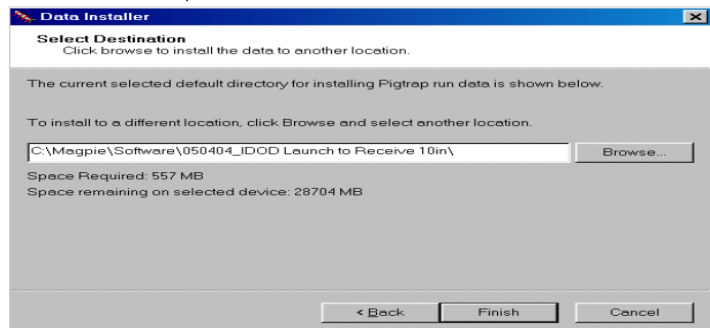 Data Installer
Select Destination
Click browse to install the data to another location.
The current selected default directory for installing Pigtrap run data is shown below.
To install to a different location, click Browse and select another location.
C:\Magpie\Software\050404_IDOD Launch to Receive 10in\
Browse...
Space Required: 557 MB
Space remaining on selected device: 28704 MB
< Back
Finish
Cancel